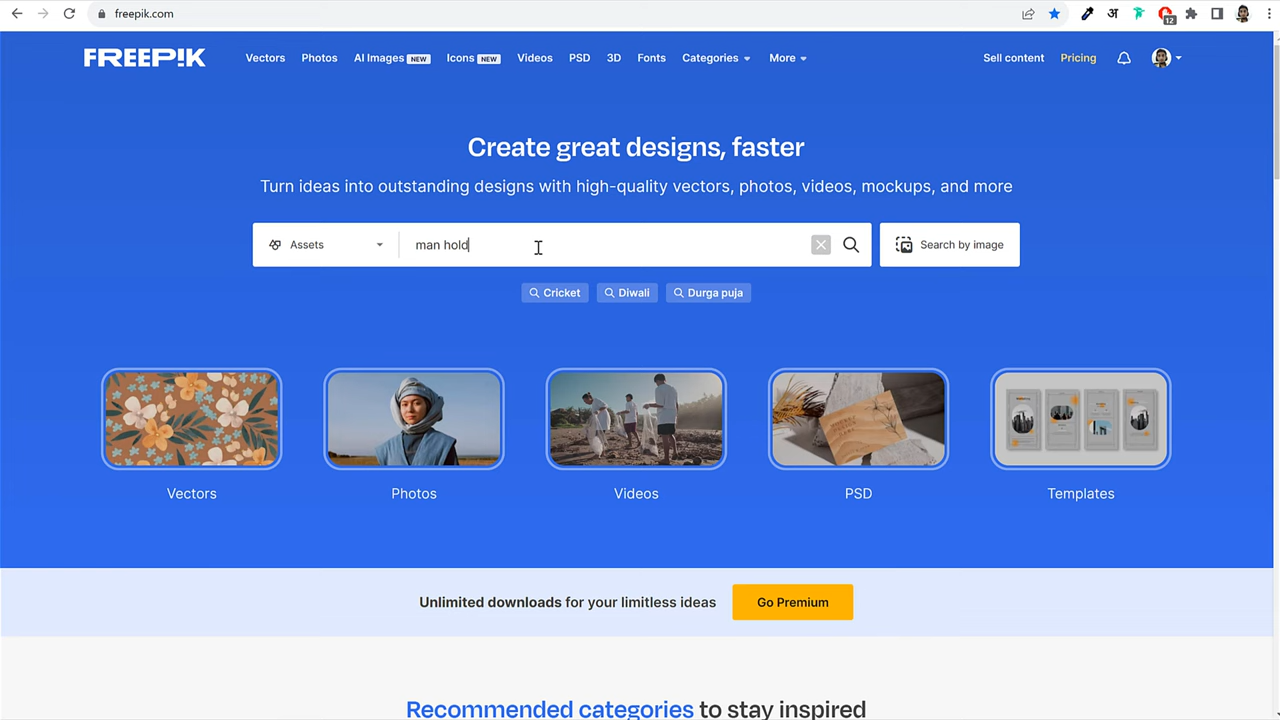 freepik.com
अ
12
FREEP!K
Vectors Photos AI Images NEW Icons NEW Videos PSD 3D Fonts Categories More Sell content Pricing
Create great designs, faster
Turn ideas into outstanding designs with high-quality vectors, photos, videos, mockups, and more
Assets man hold Search by image
Cricket Diwali Durga puja
Vectors Photos Videos PSD Templates
Unlimited downloads for your limitless ideas Go Premium
Recommended categories to stay inspired